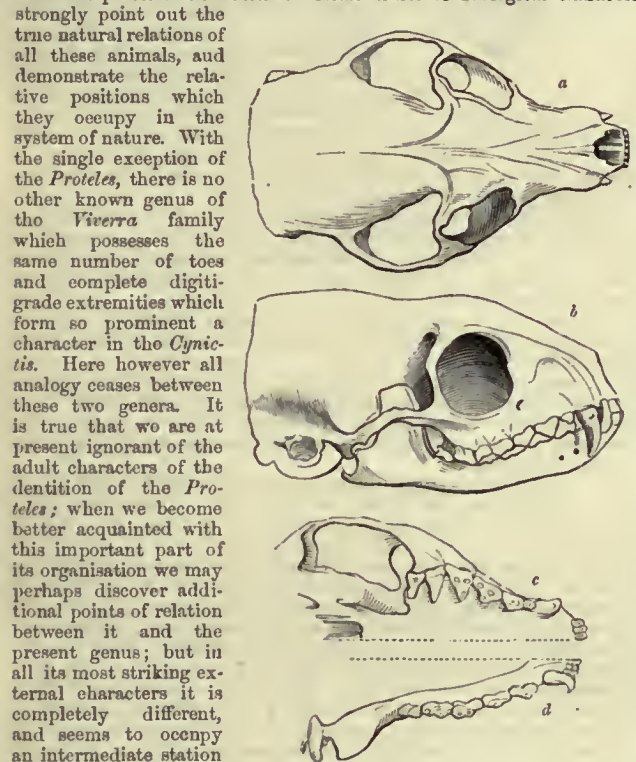 strongly point out the
true natural relations of
all these animals, aud
demonstrate the rela-
tive positions which
they occupy in the
system of nature. With
the single exception of
the Proteles, there is no
other known genus of
tho Viverra family
which possesses the
same number of toes
and complete digiti-
grade extremities which
form so prominent a
character in tho Cynic-
tis. Here however all
analogy ceases between
these two genera. It
is true that we are at
present ignorant of the
adult characters of the
dentition of the Pro-
teles; when we become
better acquainted with
this important part of
its organisation we may
perhaps discover addi-
tional points of relation
between it and the
present genus; but in
all its most striking ex-
ternal characters it is
completely different,
and seems to occnpy
an intermediate station
a
b
c
c
d